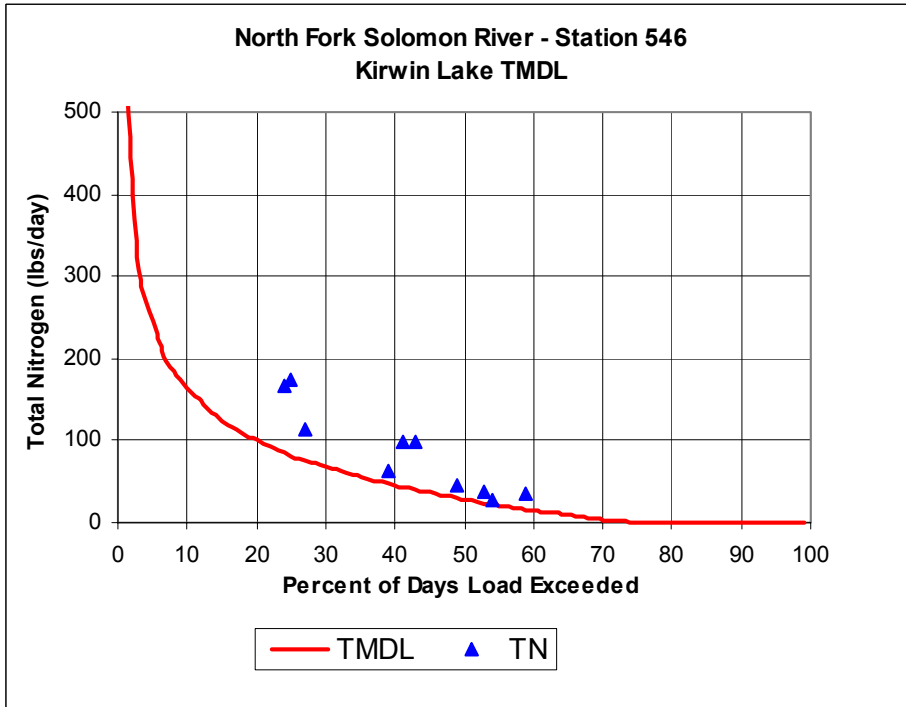 North Fork Solomon River - Station 546
Kirwin Lake TMDL
Total Nitrogen (lbs/day)
500
400
300
200
100
0
0 10 20 30 40 50 60 70 80 90 100
Percent of Days Load Exceeded
TMDL TN